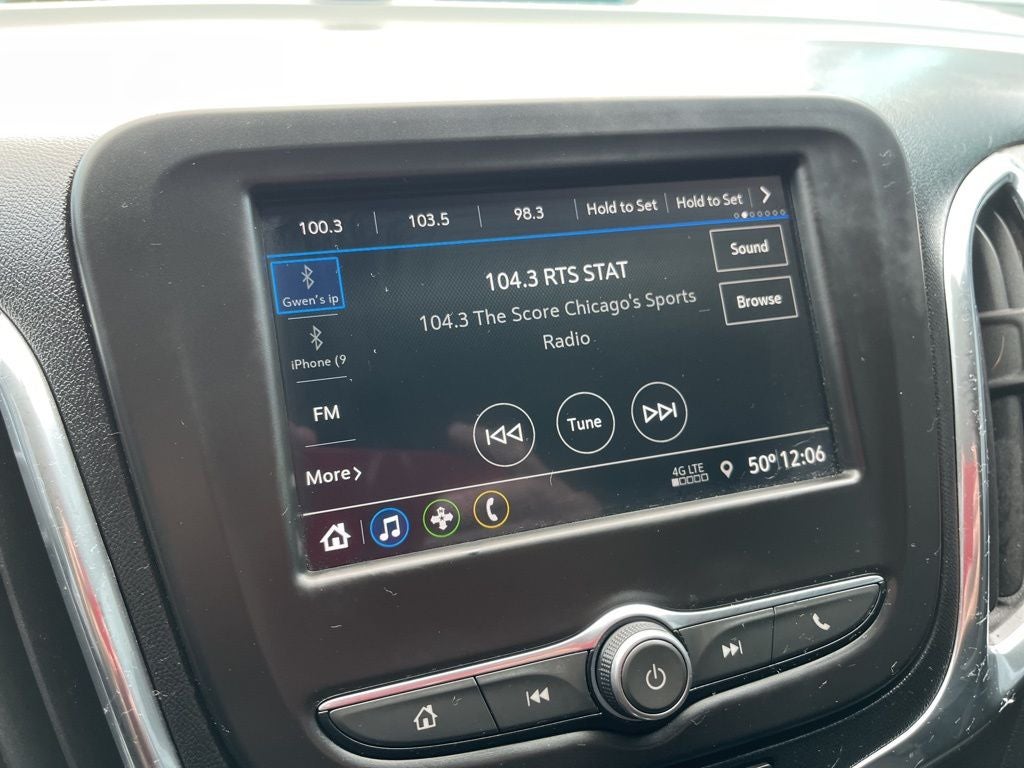 100.3
103.5
98.3
Hold to Set
Hold to Set
Gwen's ip
iPhone (9
FM
More
104.3 RTS STAT
104.3 The Score Chicago's Sports
Radio
Sound
Browse
Tune
4G LTE
50° 12:06